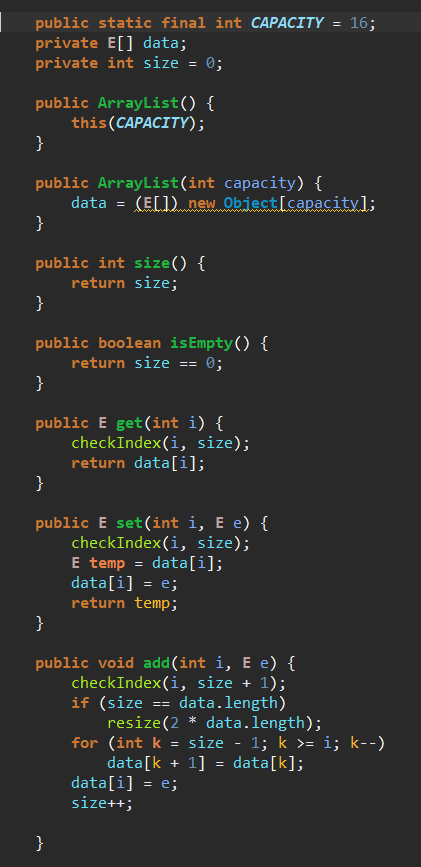 public static final int CAPACITY = 16;
private E[] data;
private int size = 0;

public ArrayList() {
    this(CAPACITY);
}

public ArrayList(int capacity) {
    data = (E[]) new Object[capacity];
}

public int size() {
    return size;
}

public boolean isEmpty() {
    return size == 0;
}

public E get(int i) {
    checkIndex(i, size);
    return data[i];
}

public E set(int i, E e) {
    checkIndex(i, size);
    E temp = data[i];
    data[i] = e;
    return temp;
}

public void add(int i, E e) {
    checkIndex(i, size + 1);
    if (size == data.length)
        resize(2 * data.length);
    for (int k = size - 1; k >= i; k--)
        data[k + 1] = data[k];
    data[i] = e;
    size++;

}